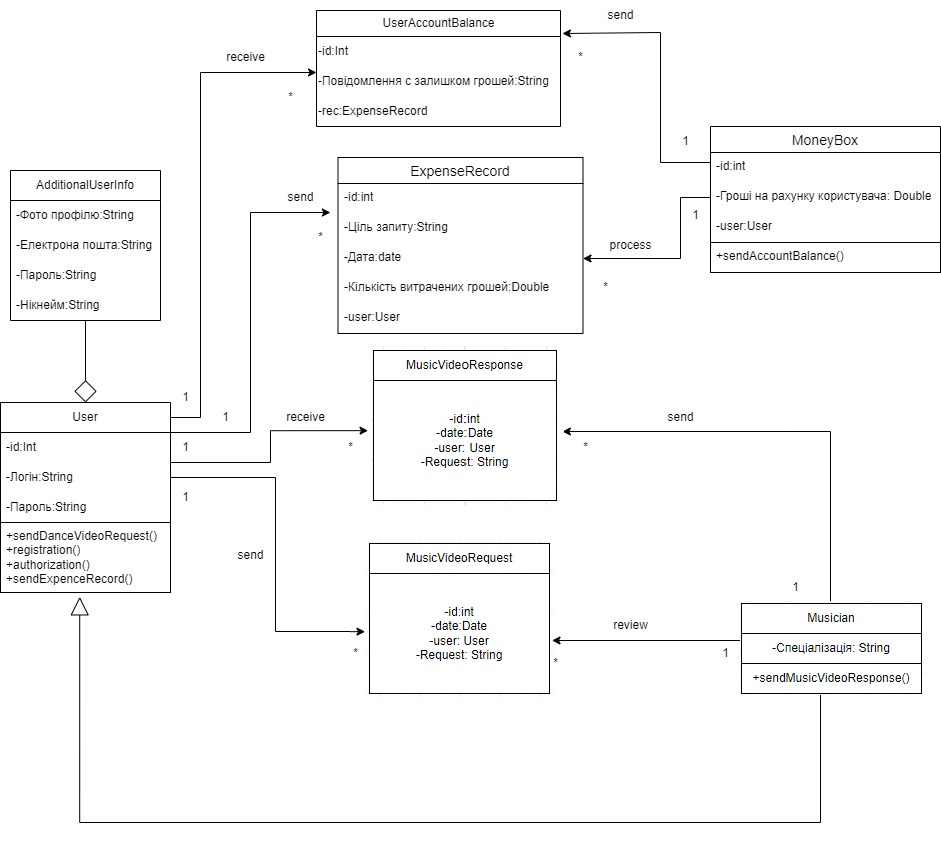 UserAccountBalance
-id:Int
-Повідомлення с залишком грошей:String
-rec:ExpenseRecord
send
*
1
receive
*
MoneyBox
-id:int
-Гроші на рахунку користувача: Double
-user:User
+sendAccountBalance()
1
process
*
ExpenseRecord
-id:int
-Ціль запиту:String
-Дата:date
-Кількість витрачених грошей:Double
-user:User
send
*
AdditionalUserInfo
-Фото профілю:String
-Електрона пошта:String
-Пароль:String
-Нікнейм:String
MusicVideoResponse
-id:int
-date:Date
-user: User
-Request: String
1
1
receive
*
send
*
User
-id:Int
-Логін:String
-Пароль:String
+sendDanceVideoRequest()
+registration()
+authorization()
+sendExpenceRecord()
1
1
send
*
MusicVideoRequest
-id:int
-date:Date
-user: User
-Request: String
review
*
1
1
Musician
-Спеціалізація: String
+sendMusicVideoResponse()